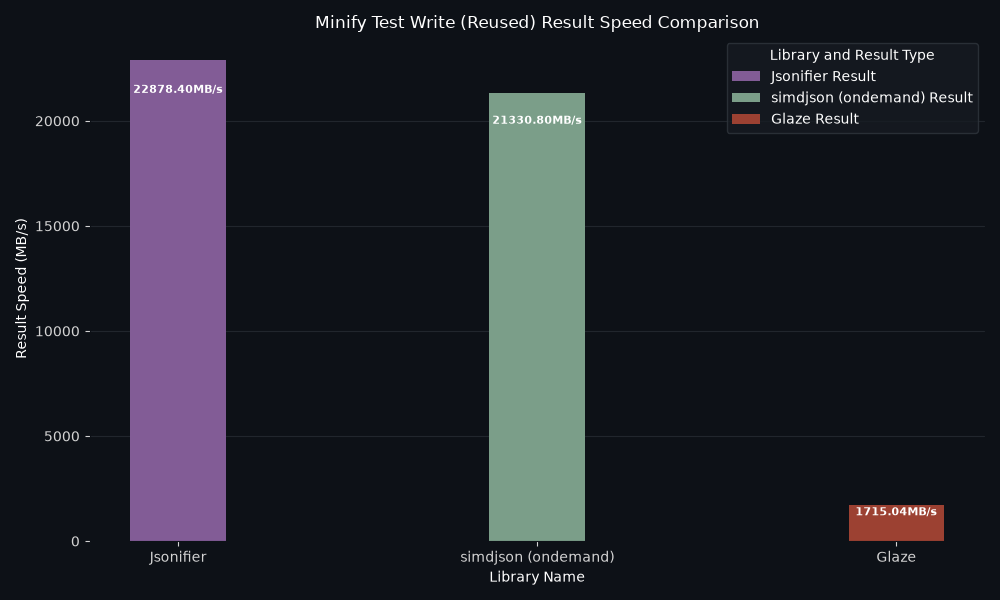 Minify Test Write (Reused) Result Speed Comparison
Library and Result Type
Jsonifier Result
simdjson (ondemand) Result
Glaze Result
22878.40MB/s
21330.80MB/s
1715.04MB/s
Result Speed (MB/s)
20000
15000
10000
5000
0
Jsonifier
simdjson (ondemand)
Glaze
Library Name